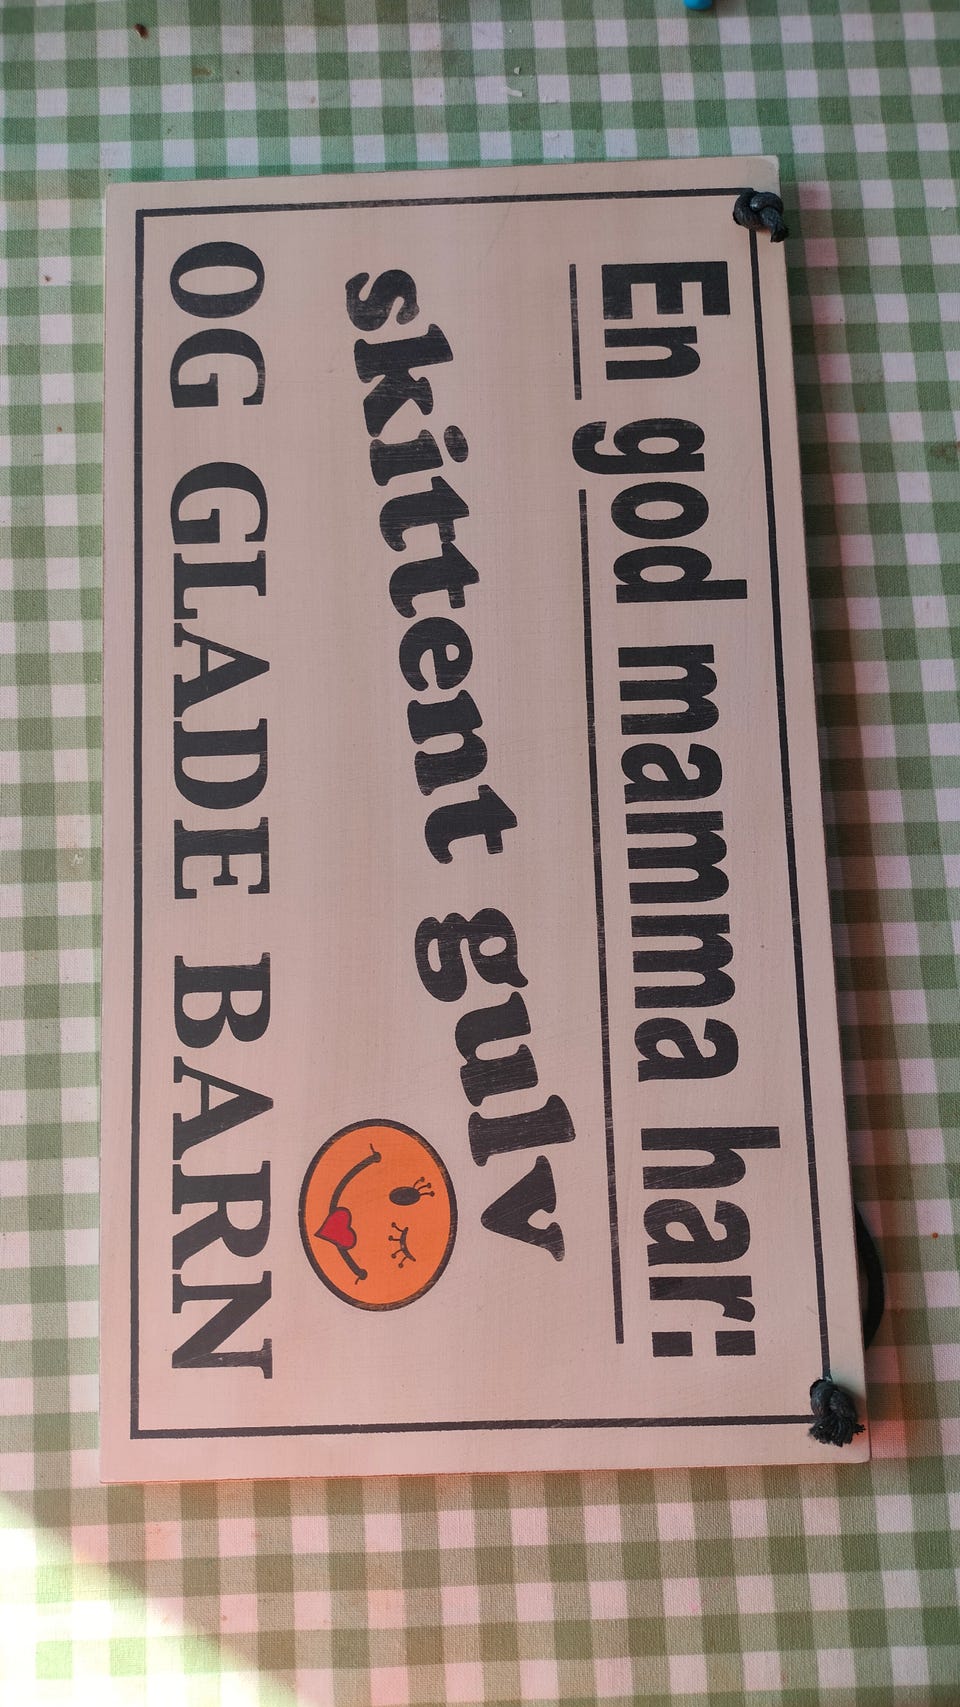 En god mamma har:
skittent gulv
OG GLADE BARN